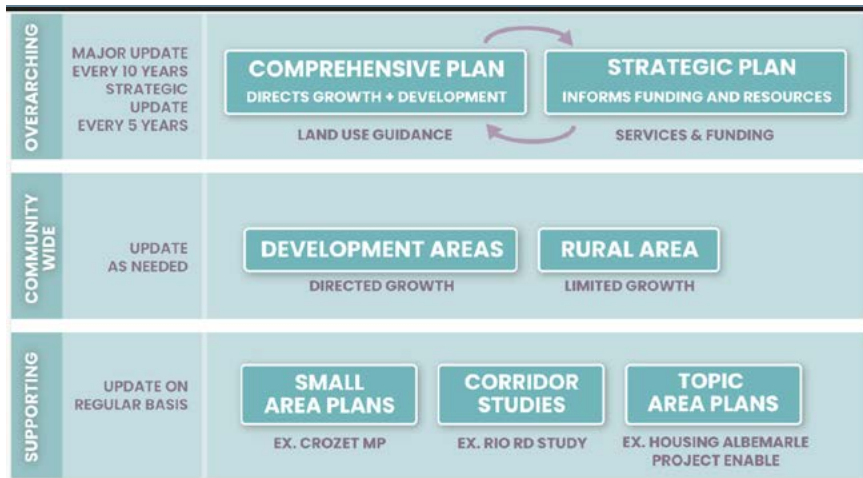 OVERARCHING
MAJOR UPDATE
EVERY 10 YEARS
STRATEGIC
UPDATE
EVERY 5 YEARS
COMPREHENSIVE PLAN
DIRECTS GROWTH + DEVELOPMENT
LAND USE GUIDANCE
STRATEGIC PLAN
INFORMS FUNDING AND RESOURCES
SERVICES & FUNDING
COMMUNITY
WIDE
UPDATE
AS NEEDED
DEVELOPMENT AREAS
DIRECTED GROWTH
RURAL AREA
LIMITED GROWTH
SUPPORTING
UPDATE ON
REGULAR BASIS
SMALL
AREA PLANS
EX. CROZET MP
CORRIDOR
STUDIES
EX. RIO RD STUDY
TOPIC
AREA PLANS
EX. HOUSING ALBEMARLE
PROJECT ENABLE